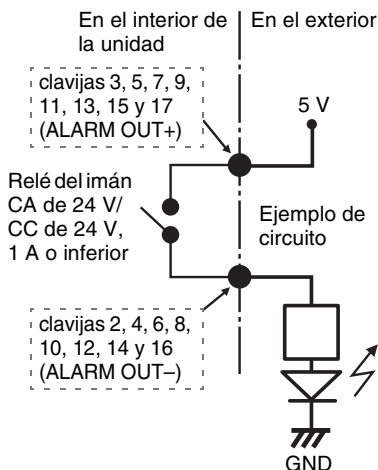 En el interior de
la unidad
En el exterior
clavijas 3, 5, 7, 9,
11, 13, 15 y 17
(ALARM OUT+)
5 V
Relé del imán
CA de 24 V/
CC de 24 V,
1 A o inferior
Ejemplo de
circuito
clavijas 2, 4, 6, 8,
10, 12, 14 y 16
(ALARM OUT–)
GND